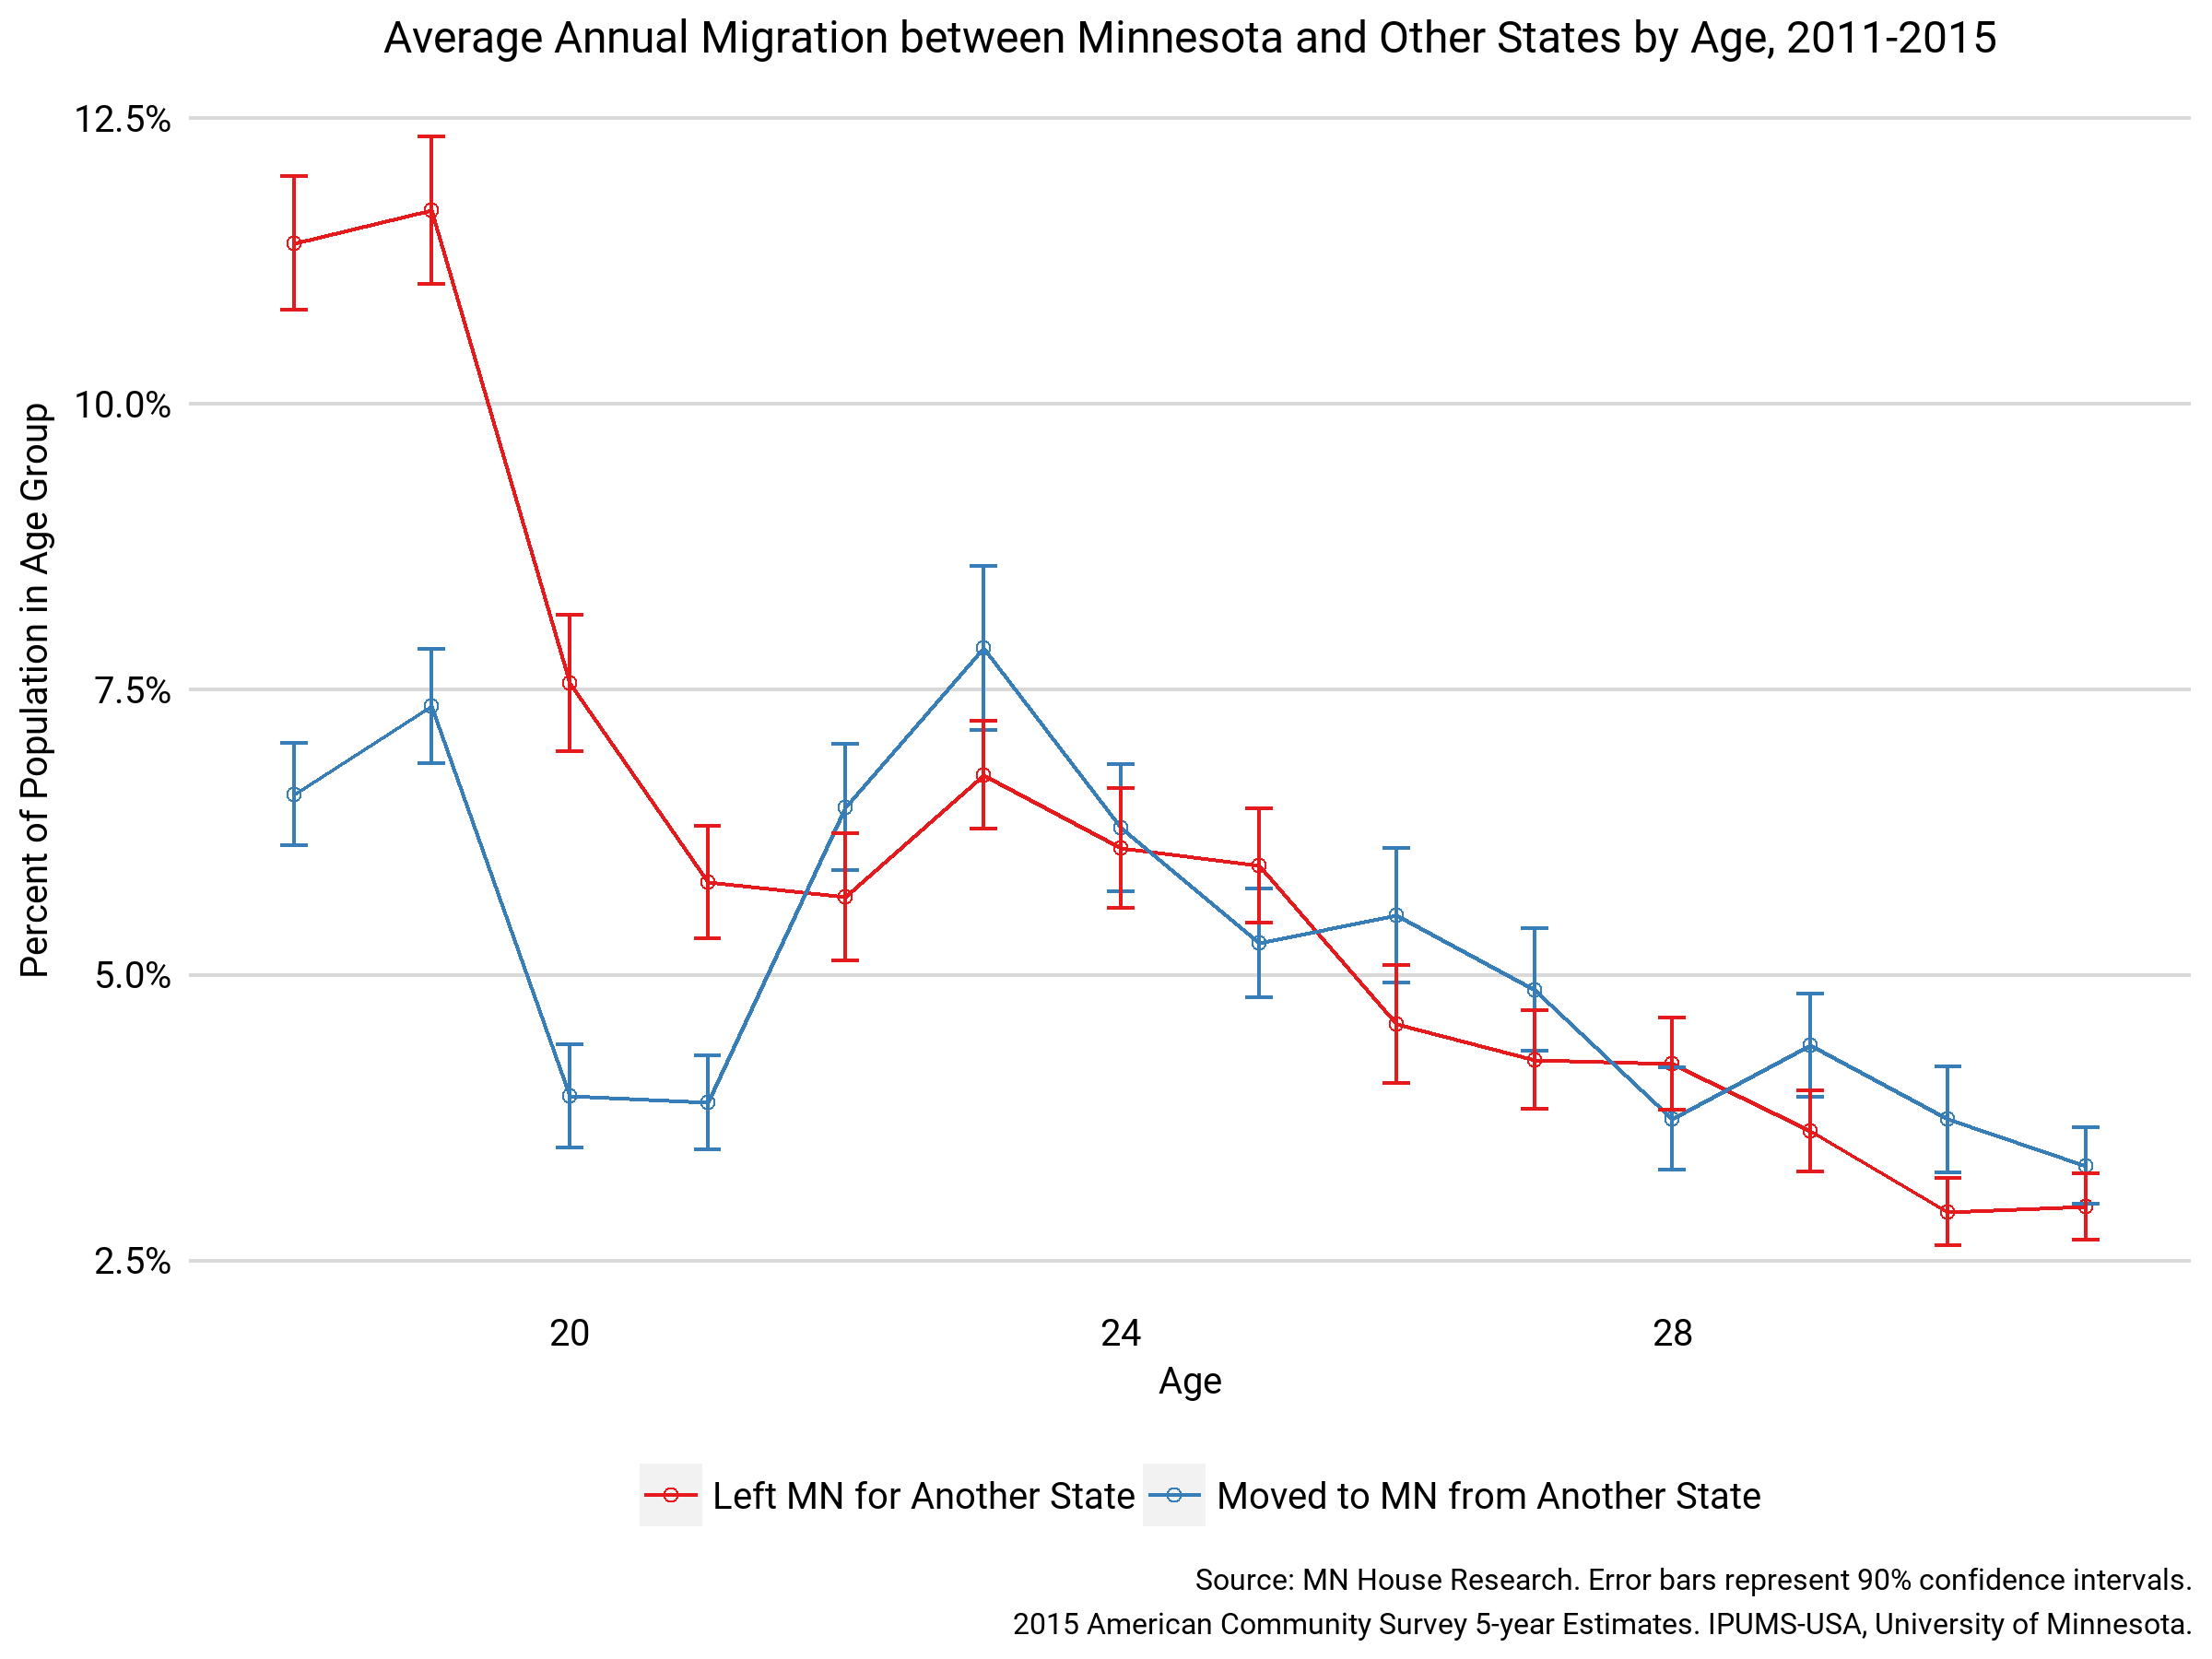 Average Annual Migration between Minnesota and Other States by Age, 2011-2015
12.5%
10.0%
7.5%
5.0%
2.5%
Percent of Population in Age Group
20 24 28
Age
Left MN for Another State Moved to MN from Another State
Source: MN House Research. Error bars represent 90% confidence intervals.
2015 American Community Survey 5-year Estimates. IPUMS-USA, University of Minnesota.